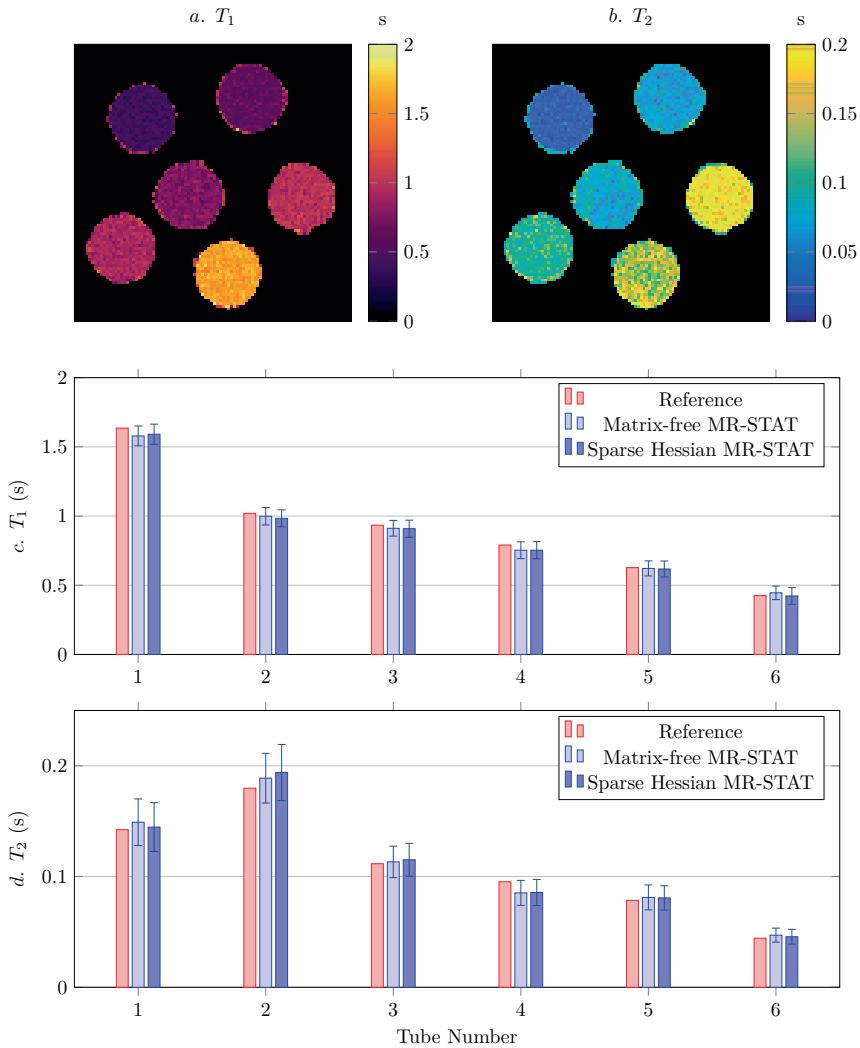 a. T1
s
b. T2
s
2
1.5
1
0.5
0
0.2
0.15
0.1
0.05
0
2
1.5
1
0.5
0
c. T1 (s)
Reference
Matrix-free MR-STAT
Sparse Hessian MR-STAT
1 2 3 4 5 6
0.2
0.1
0
d. T2 (s)
Reference
Matrix-free MR-STAT
Sparse Hessian MR-STAT
1 2 3 4 5 6
Tube Number